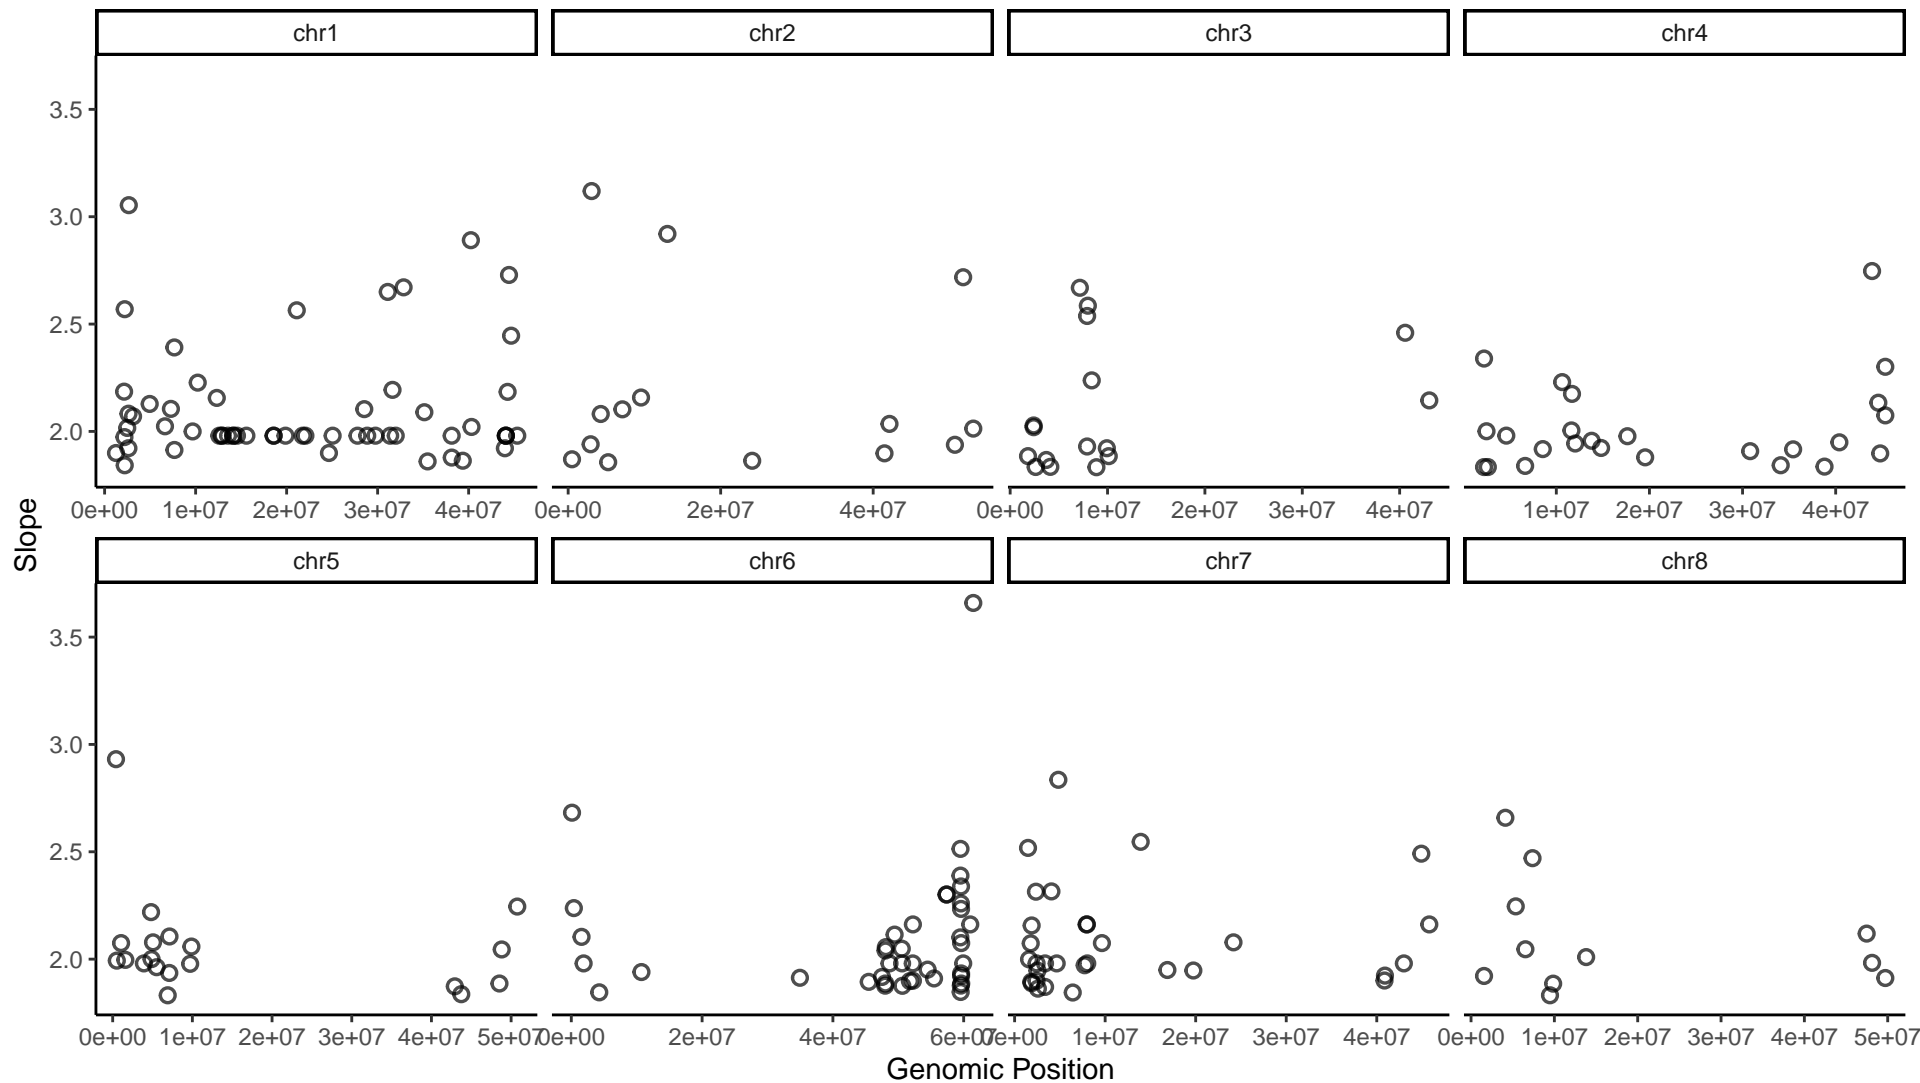 chr1 chr2 chr3 chr4
3.5
3.0
2.5
2.0
0e+00 1e+07 2e+07 3e+07 4e+07 0e+00 2e+07 4e+07 0e+00 1e+07 2e+07 3e+07 4e+07 1e+07 2e+07 3e+07 4e+07
Slope
chr5 chr6 chr7 chr8
3.5
3.0
2.5
2.0
0e+00 1e+07 2e+07 3e+07 4e+07 5e+07 0e+00 2e+07 4e+07 6e+07 0e+00 1e+07 2e+07 3e+07 4e+07 0e+00 1e+07 2e+07 3e+07 4e+07 5e+07
Genomic Position